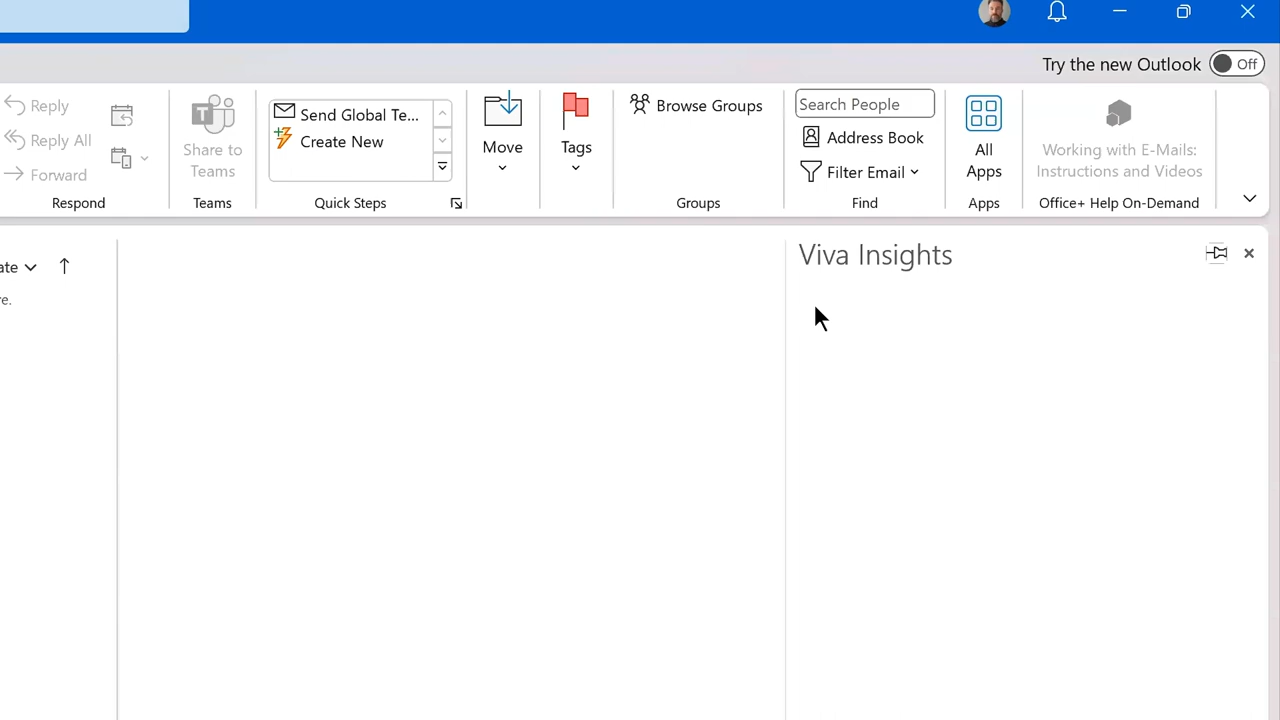 Try the new Outlook Off
Reply
Reply All
Forward
Respond
Share to
Teams
Teams
Send Global Te...
Create New
Quick Steps
Move
Tags
Browse Groups
Groups
Search People
Address Book
Filter Email
Find
All
Apps
Apps
Working with E-Mails:
Instructions and Videos
Office+ Help On-Demand
ate
re.
Viva Insights